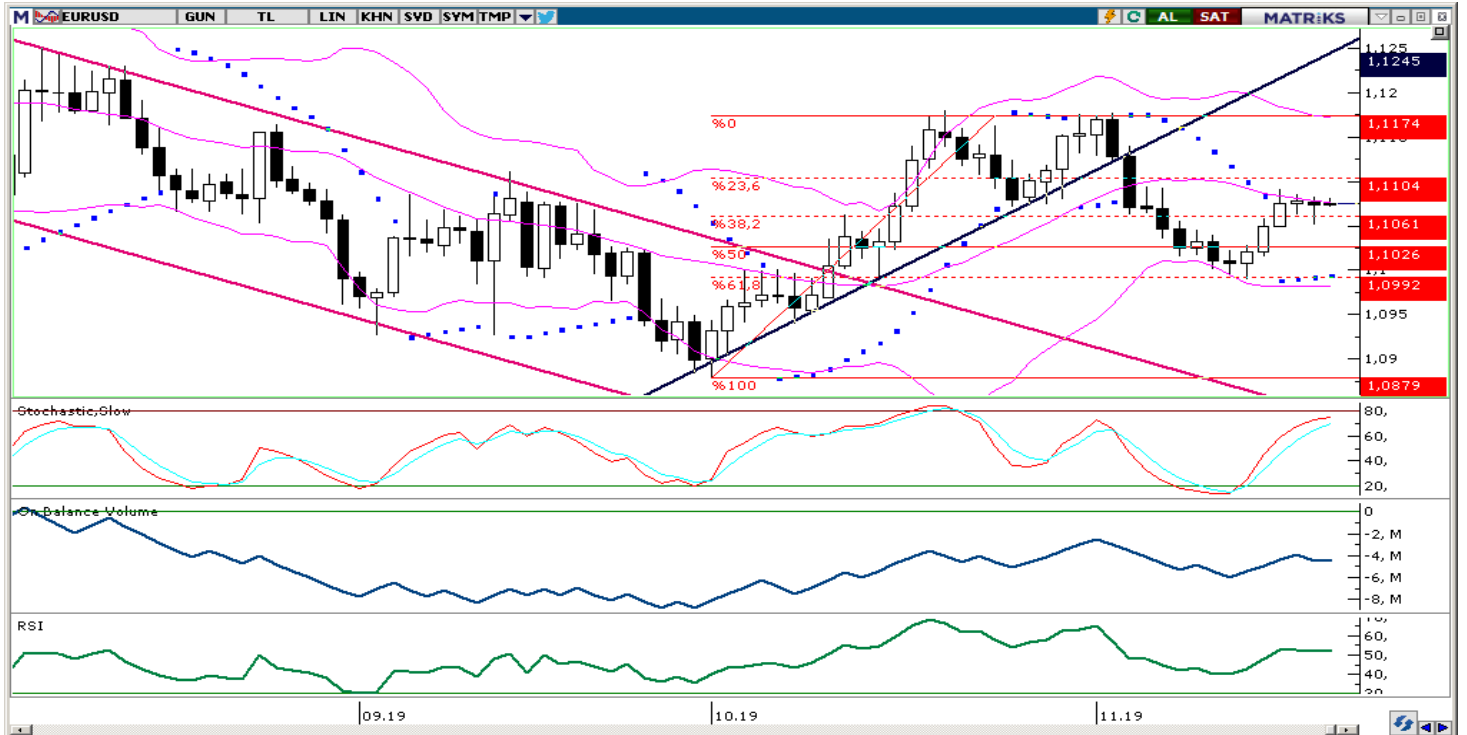 M EURUSD GUN TL LIN KHN SVD SYM TMP AL SAT MATRiKS
1,125
1,1245
1,12
%0
1,1174
%23,6
1,1104
%38,2
1,1061
%50
1,1026
1,1
%61,8
1,0992
1,095
1,09
%100
1,0879
Stochastic,Slow
80,
60,
40,
20,
On Balance Volume
0
-2, M
-4, M
-6, M
-8, M
RSI
60,
50,
40,
09.19 10.19 11.19